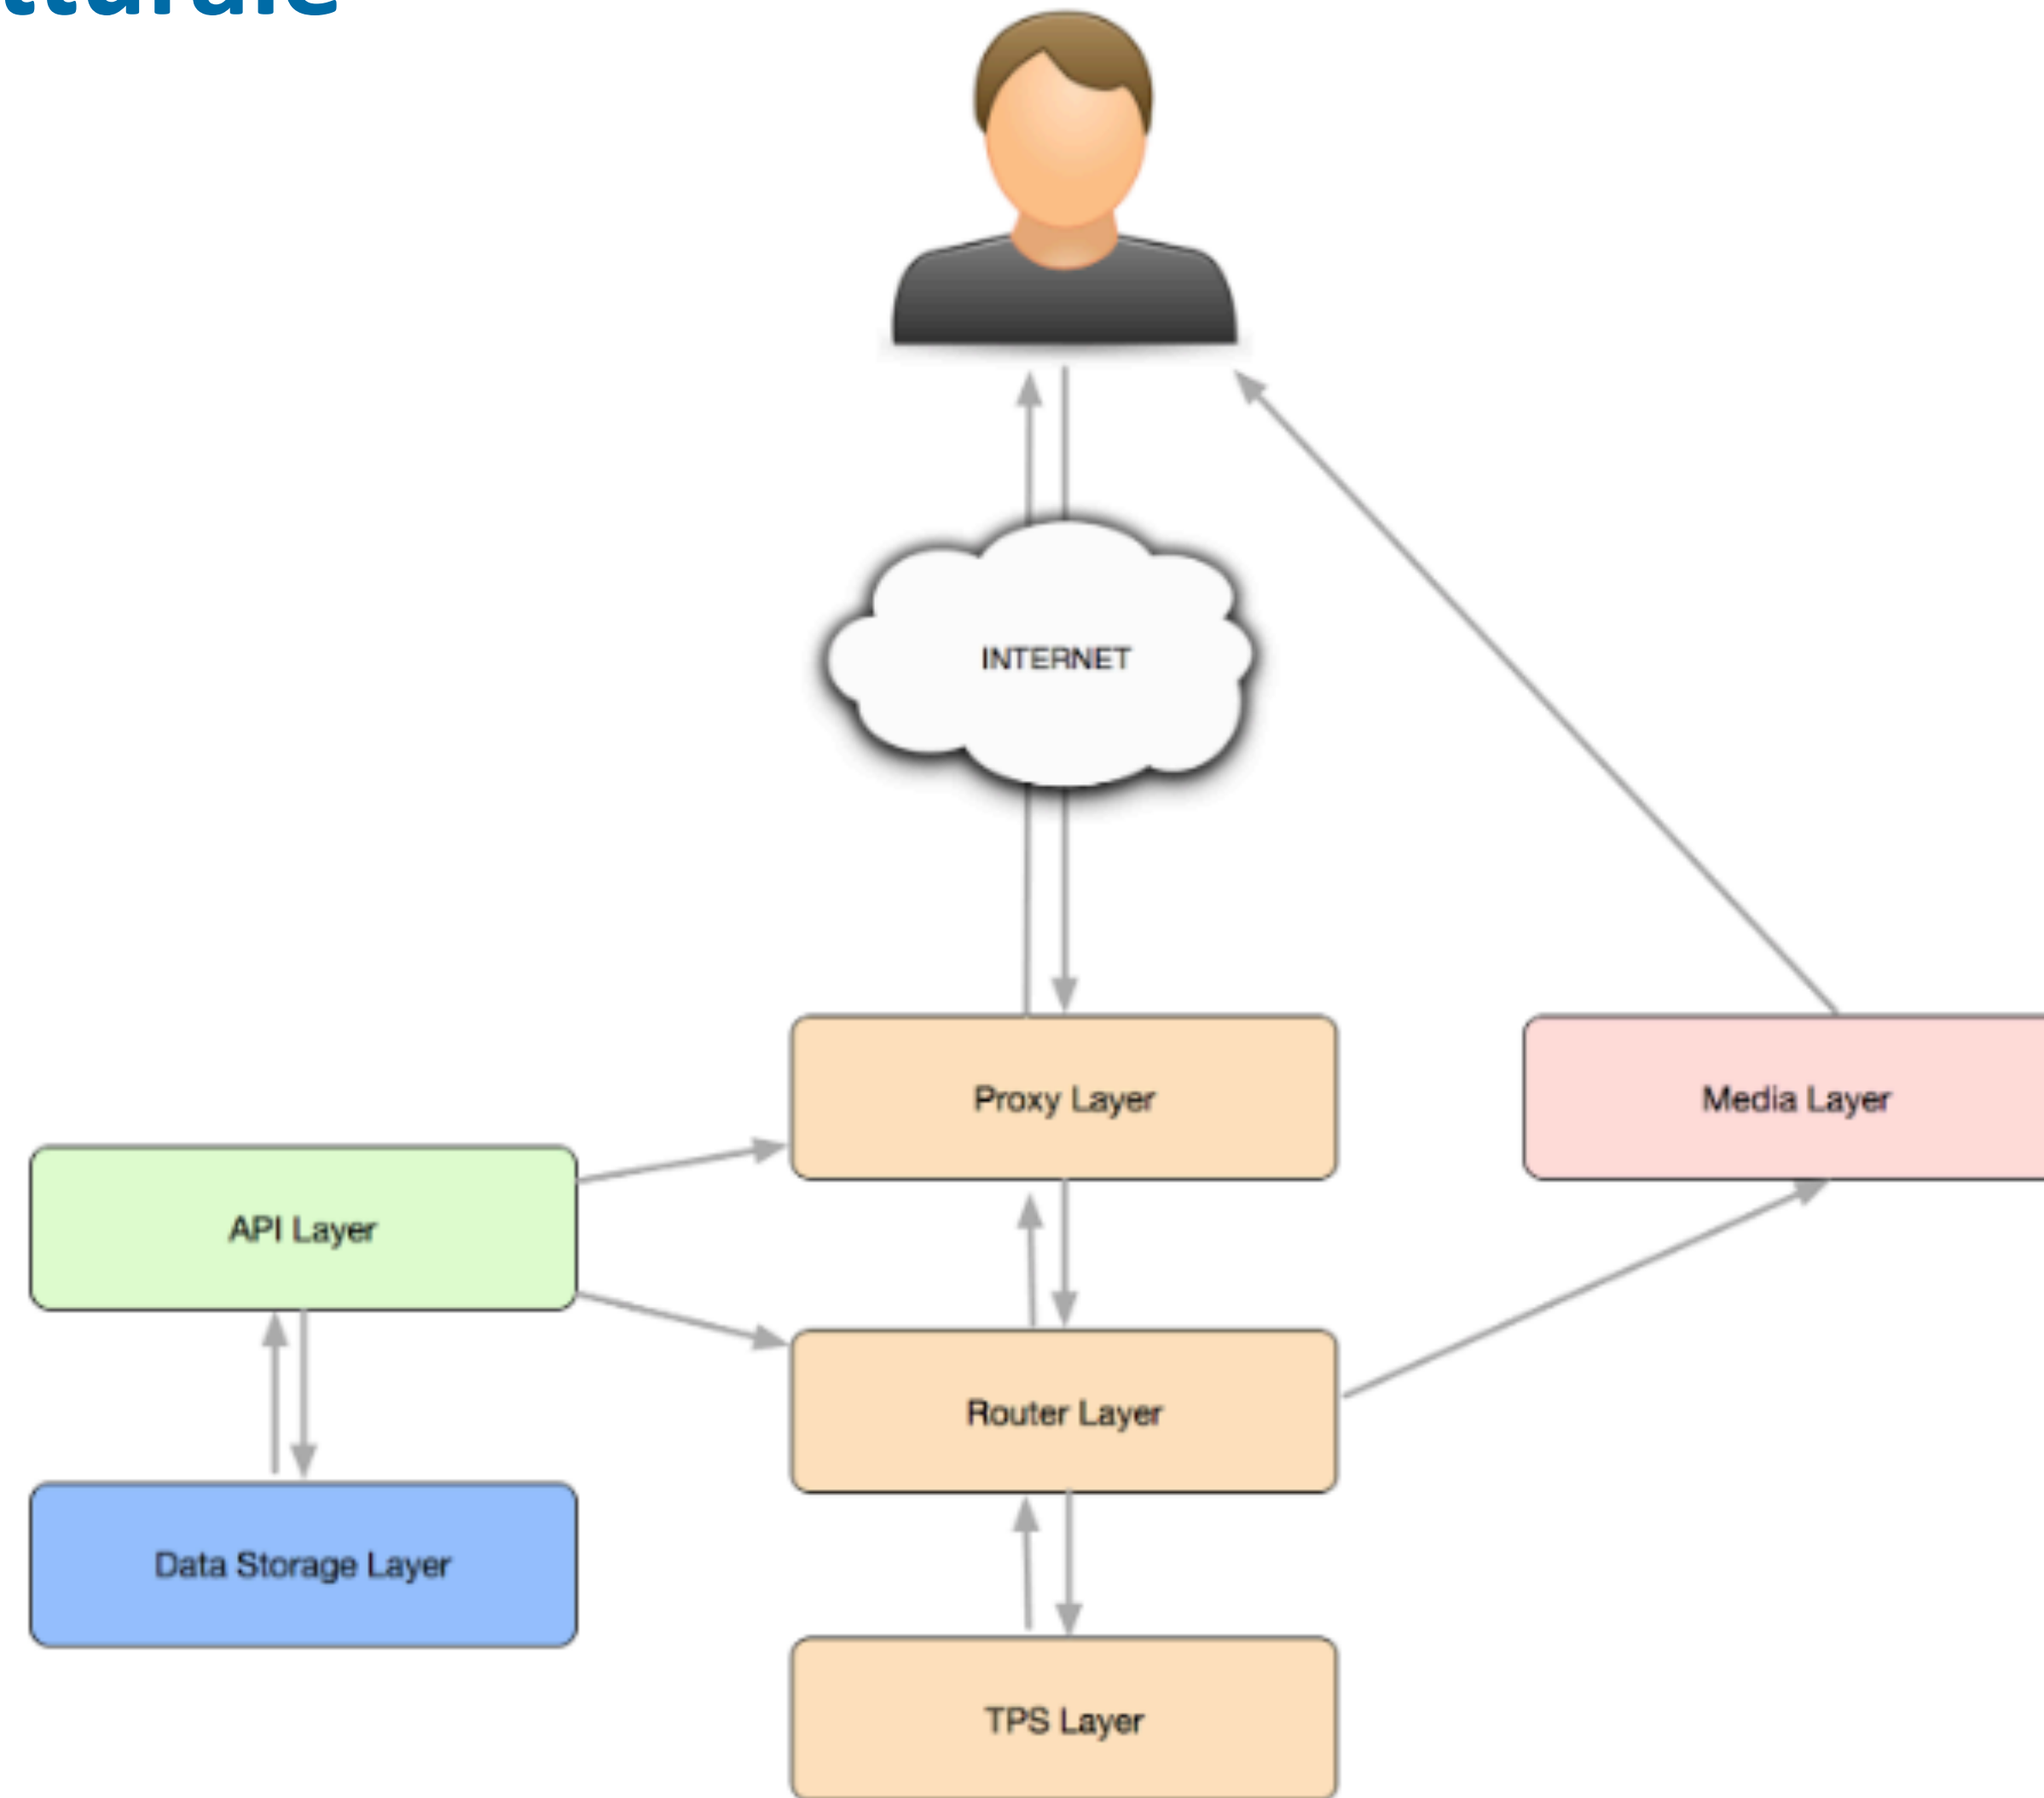 INTERNET
Proxy Layer
Media Layer
API Layer
Router Layer
Data Storage Layer
TPS Layer